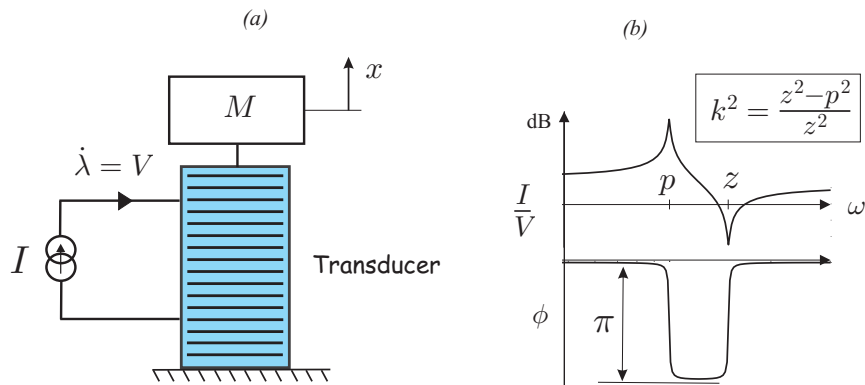 (a)
x
M
λ̇ = V
I
Transducer
(b)
k² = (z²−p²)/z²
dB
p
z
I/V
ω
ϕ
π